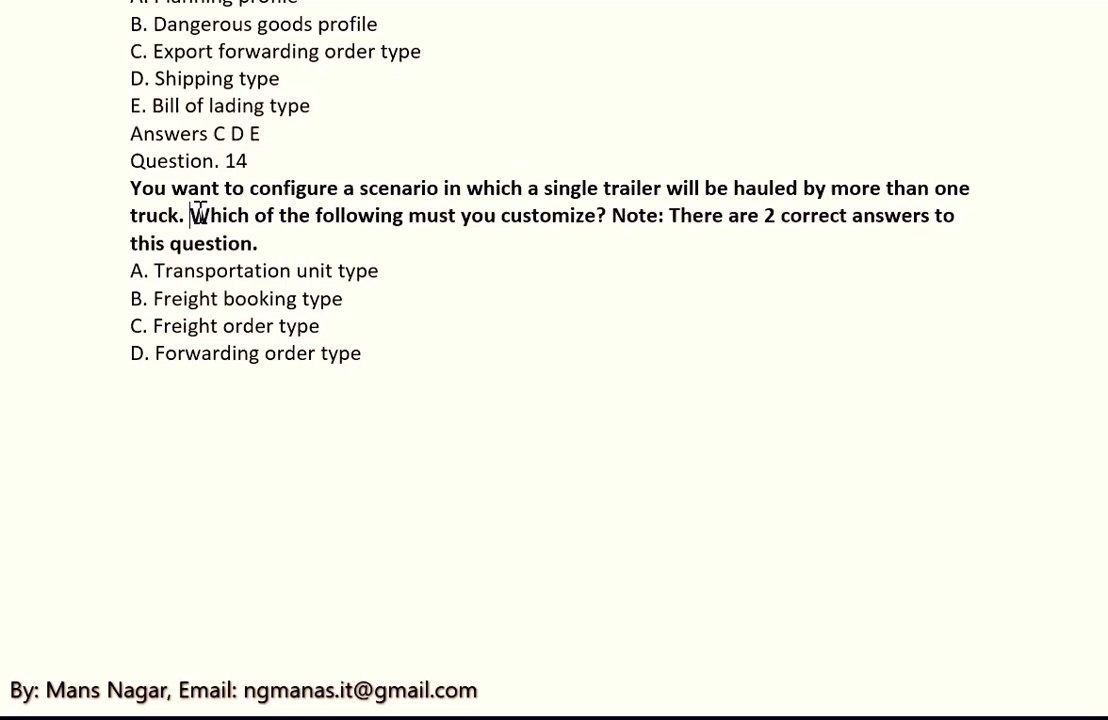 A. Planning profile
B. Dangerous goods profile
C. Export forwarding order type
D. Shipping type
E. Bill of lading type
Answers C D E
Question. 14
You want to configure a scenario in which a single trailer will be hauled by more than one
truck. Which of the following must you customize? Note: There are 2 correct answers to
this question.
A. Transportation unit type
B. Freight booking type
C. Freight order type
D. Forwarding order type
By: Mans Nagar, Email: ngmanas.it@gmail.com